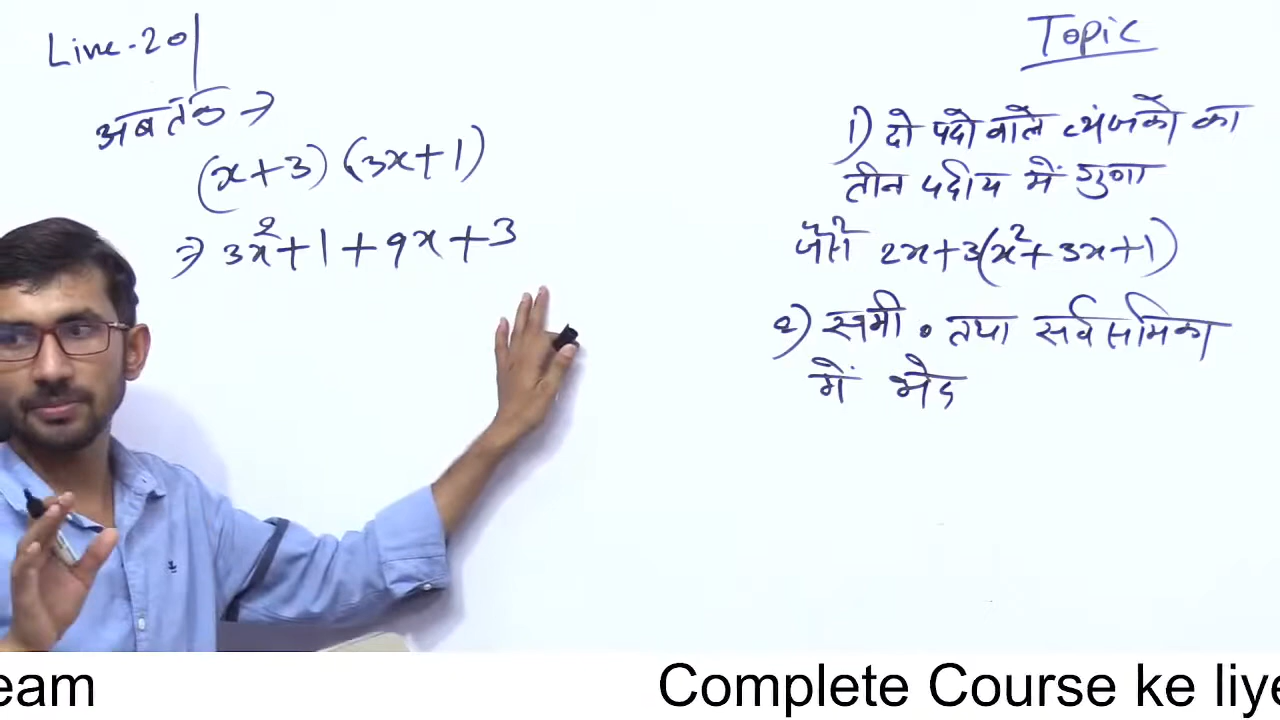 Line-20
अबतक →
(x+3) (3x+1)
⇒ 3x²+1+9x+3
Topic
1) दो पदो वाले व्यंजको का
तीन पदीय में गुणा
जैसे 2x+3(x²+3x+1)
2) समी॰ तथा सर्वसमिका
में भेद
eam
Complete Course ke liye